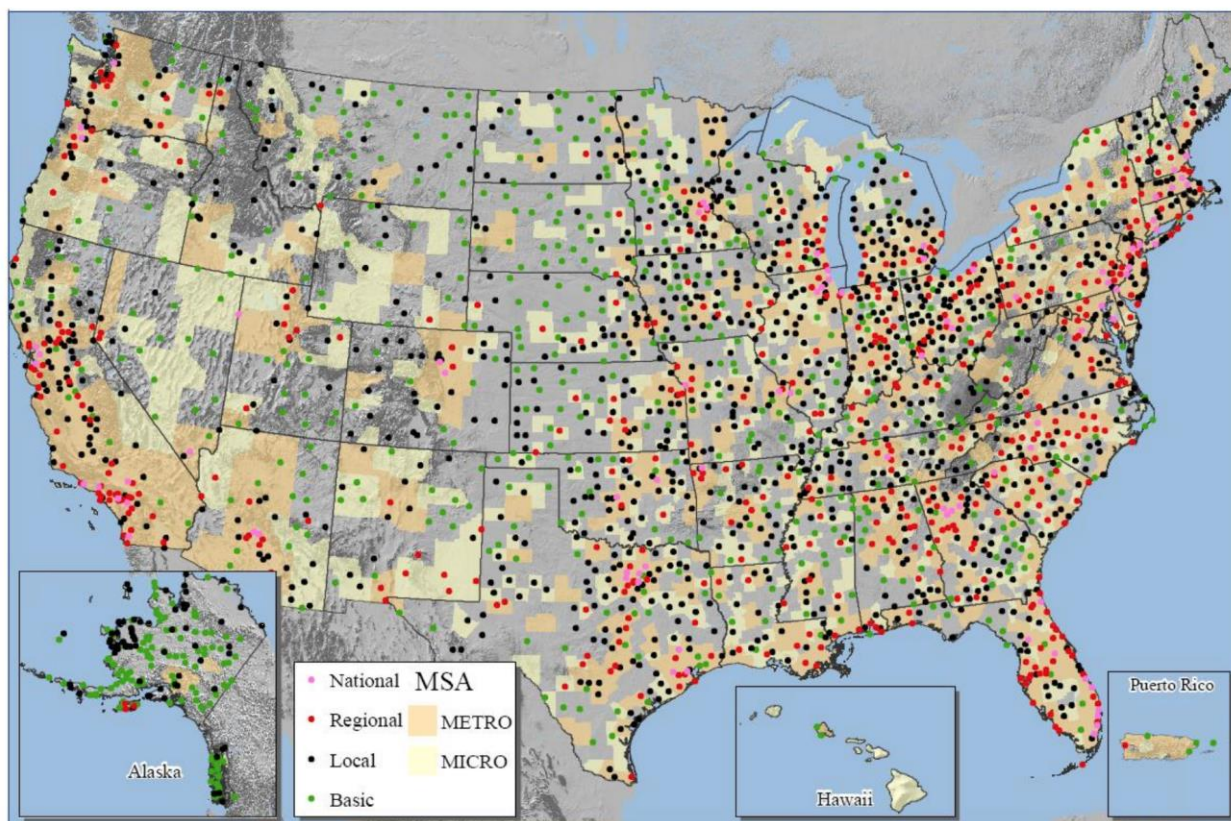 National MSA
Regional METRO
Local MICRO
Basic
Alaska
Hawaii
Puerto Rico